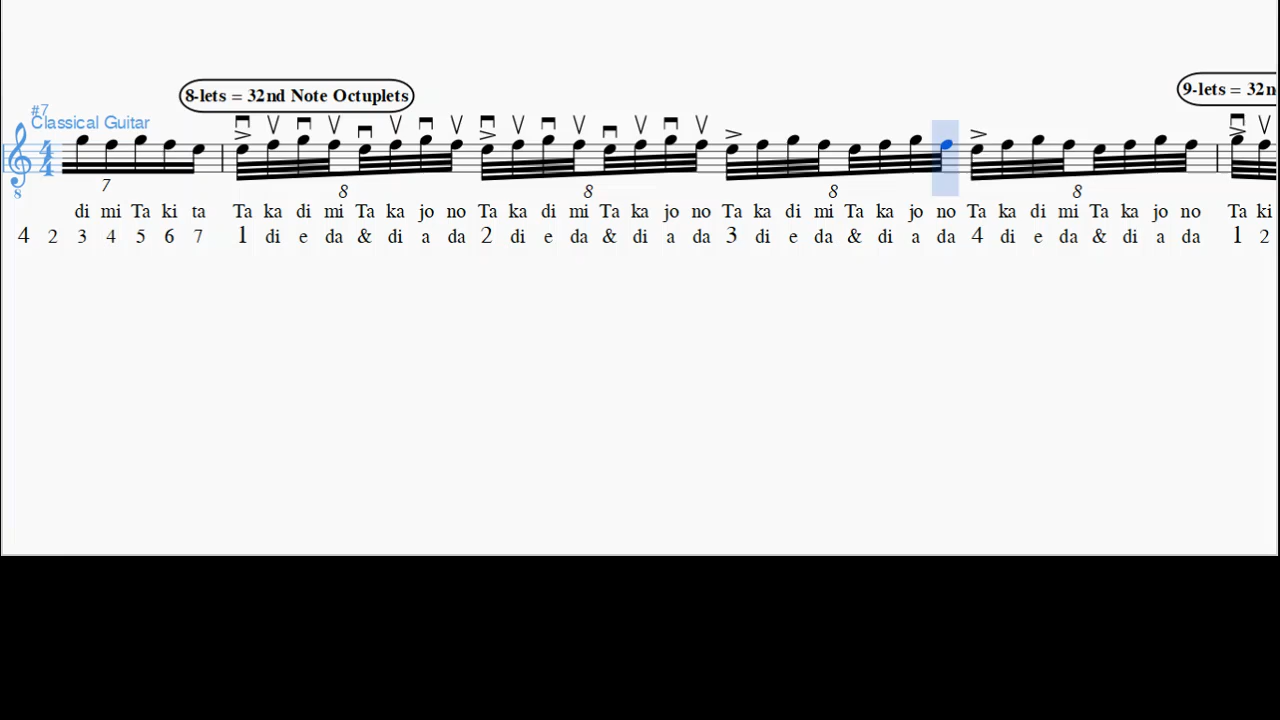 8-lets = 32nd Note Octuplets
9-lets = 32n
#7
Classical Guitar
4
4
8
7 8 8 8 8
di mi Ta ki ta Ta ka di mi Ta ka jo no Ta ka di mi Ta ka jo no Ta ka di mi Ta ka jo no Ta ka di mi Ta ka jo no Ta ki
4 2 3 4 5 6 7 1 di e da & di a da 2 di e da & di a da 3 di e da & di a da 4 di e da & di a da 1 2